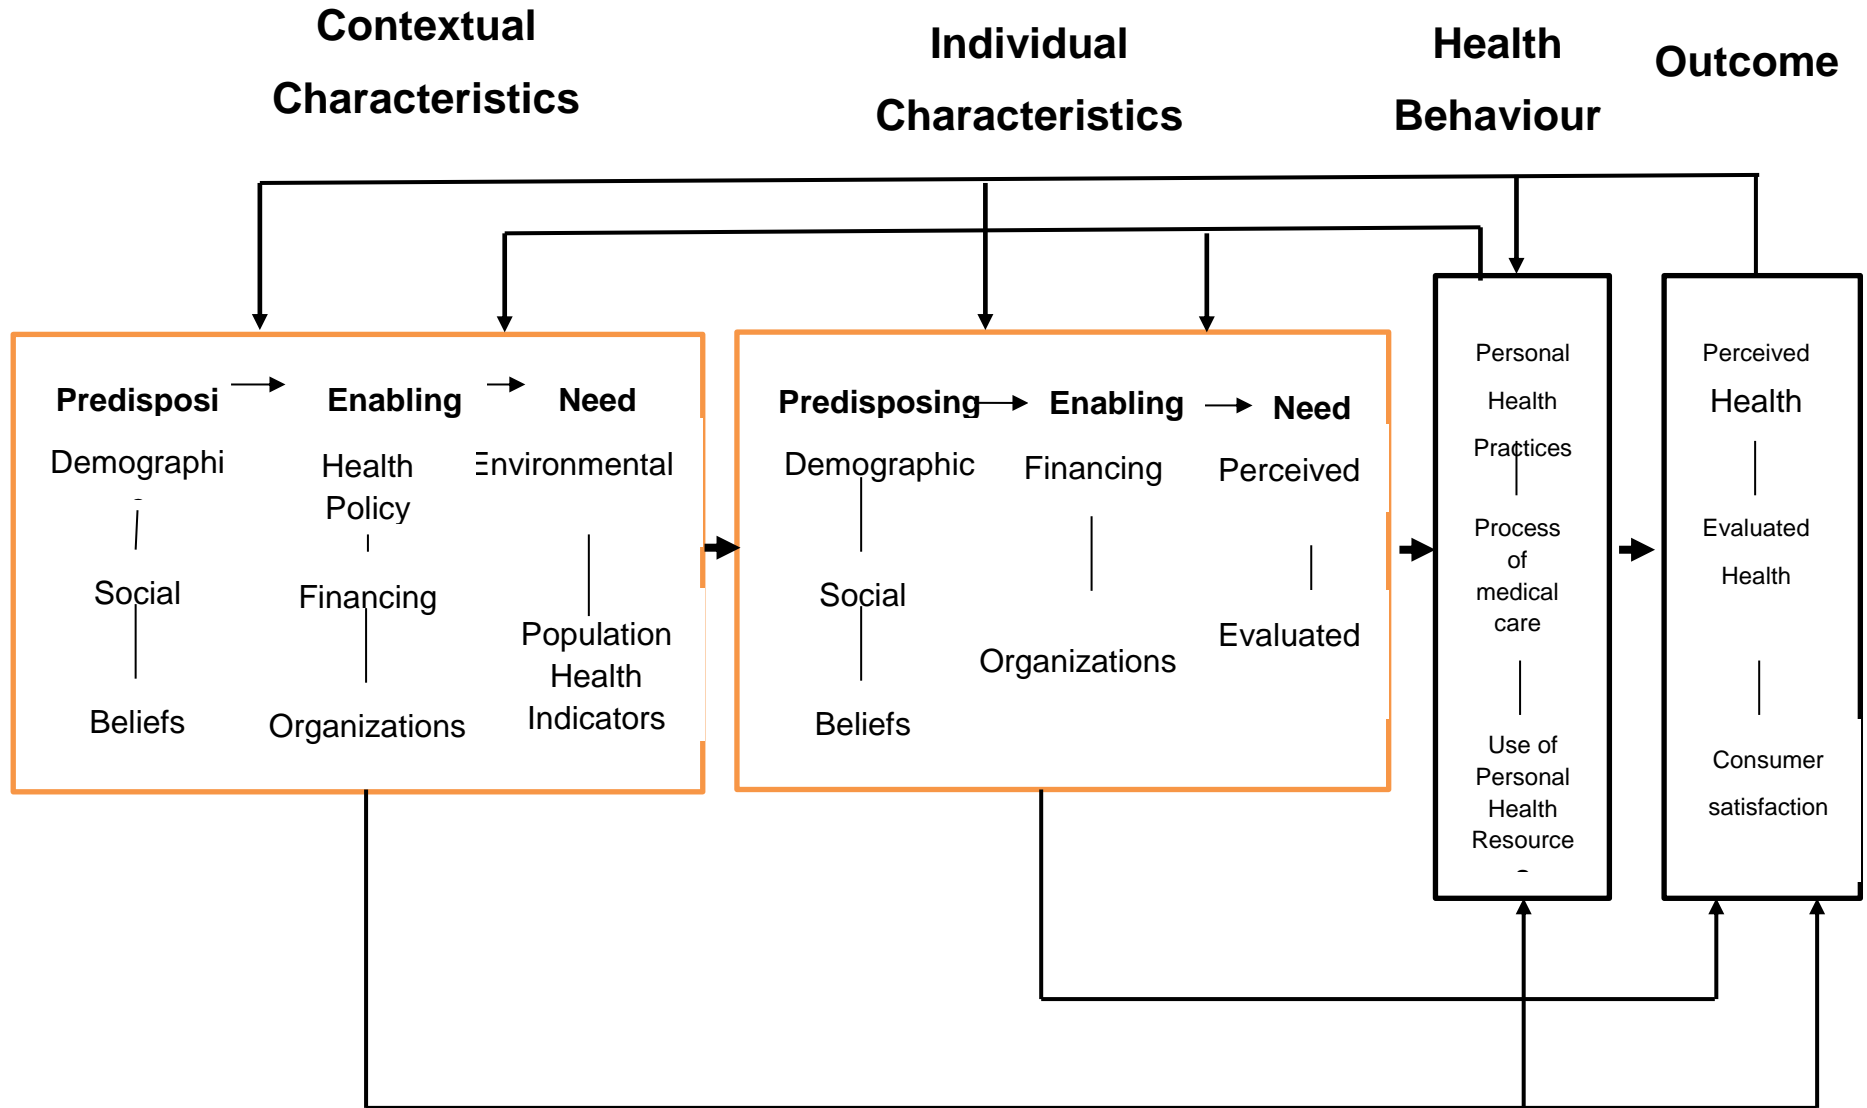 Contextual
Characteristics
Individual
Characteristics
Health
Behaviour
Outcome
Predisposi
Enabling
Need
Demographi
Health
Policy
Environmental
Social
Financing
Population
Health
Indicators
Beliefs
Organizations
Predisposing
Enabling
Need
Demographic
Financing
Perceived
Social
Organizations
Evaluated
Beliefs
Personal
Health
Practices
Process
of
medical
care
Use of
Personal
Health
Resource
Perceived
Health
Evaluated
Health
Consumer
satisfaction